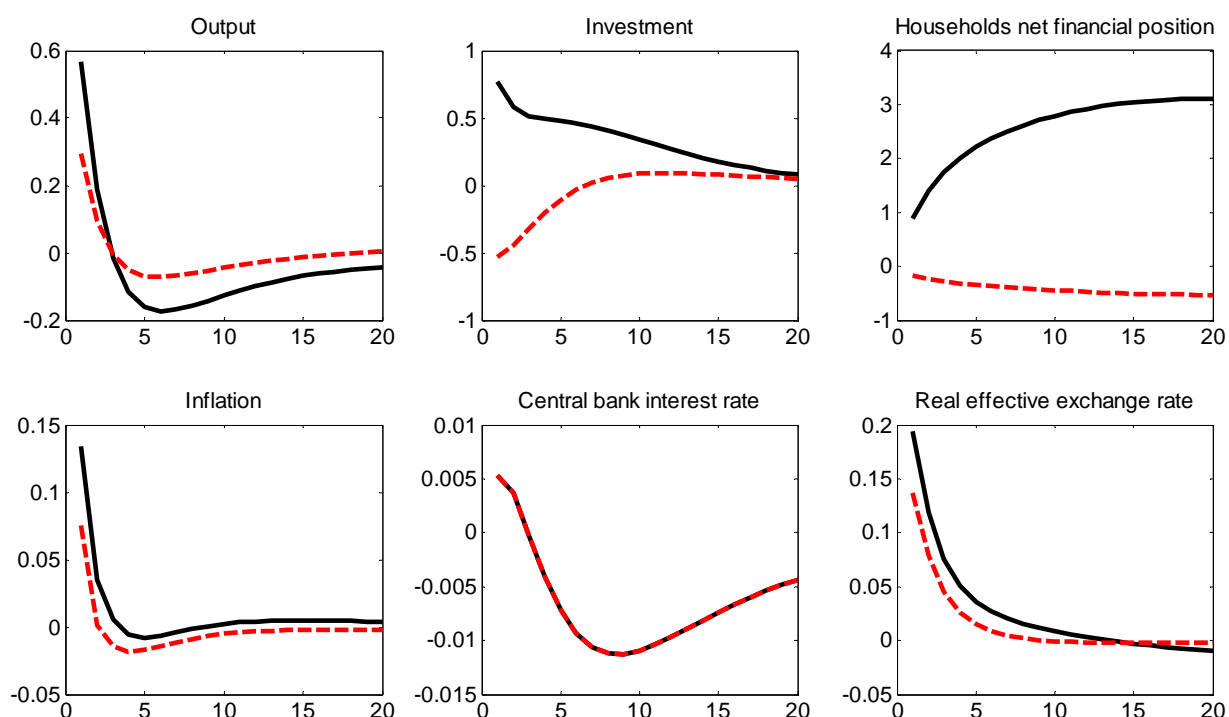 Output
0.6
0.4
0.2
0
-0.2
0 5 10 15 20
Investment
1
0.5
0
-0.5
-1
0 5 10 15 20
Households net financial position
4
3
2
1
0
-1
0 5 10 15 20
Inflation
0.15
0.1
0.05
0
-0.05
0 5 10 15 20
Central bank interest rate
0.01
0.005
0
-0.005
-0.01
-0.015
0 5 10 15 20
Real effective exchange rate
0.2
0.15
0.1
0.05
0
-0.05
0 5 10 15 20